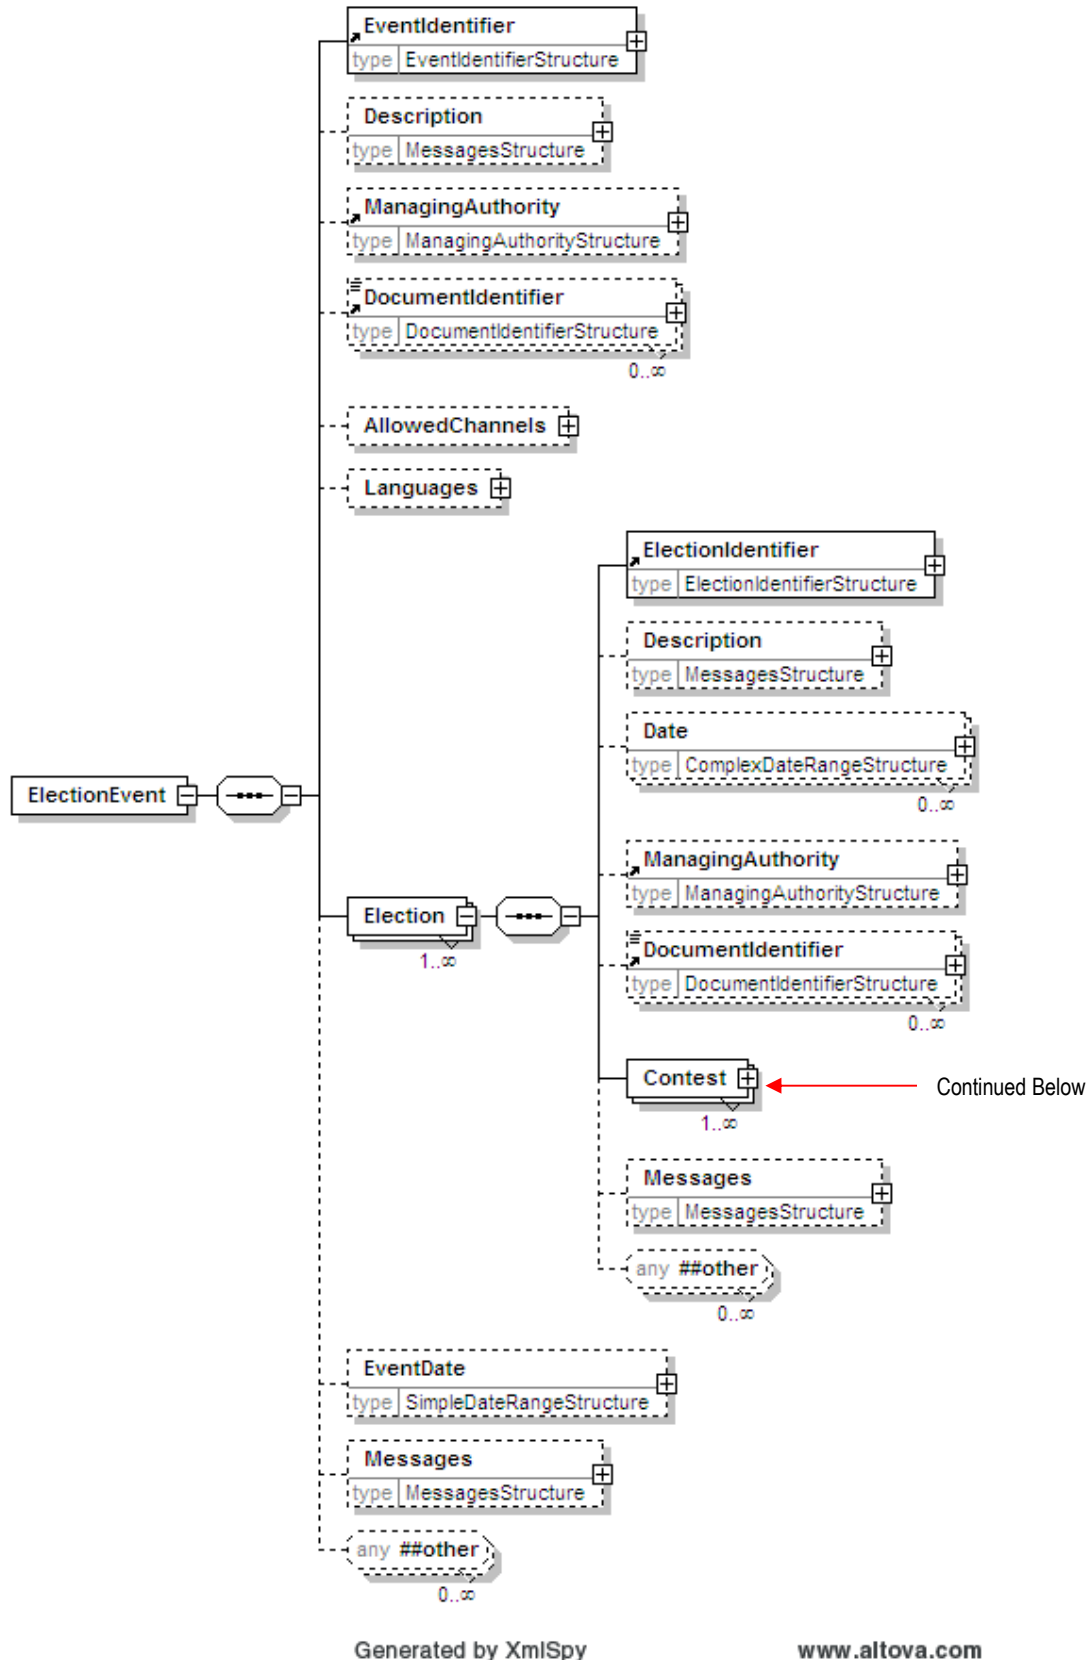 EventIdentifier
type EventIdentifierStructure
Description
type MessagesStructure
ManagingAuthority
type ManagingAuthorityStructure
DocumentIdentifier
type DocumentIdentifierStructure
0..∞
AllowedChannels
Languages
ElectionIdentifier
type ElectionIdentifierStructure
Description
type MessagesStructure
Date
type ComplexDateRangeStructure
0..∞
ElectionEvent
ManagingAuthority
type ManagingAuthorityStructure
Election
1..∞
DocumentIdentifier
type DocumentIdentifierStructure
0..∞
Contest
Continued Below
1..∞
Messages
type MessagesStructure
any ##other
0..∞
EventDate
type SimpleDateRangeStructure
Messages
type MessagesStructure
any ##other
0..∞
Generated by XmlSpy www.altova.com